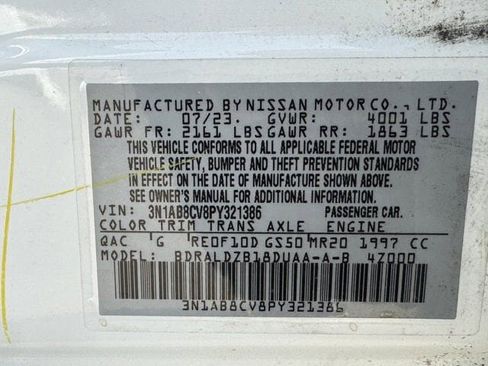 MANUFACTURED BY NISSAN MOTOR CO., LTD.
DATE: 07/23 GVWR: 4001 LBS
GAWR FR: 2161 LBS GAWR RR: 1863 LBS
THIS VEHICLE CONFORMS TO ALL APPLICABLE FEDERAL MOTOR
VEHICLE SAFETY, BUMPER AND THEFT PREVENTION STANDARDS
IN EFFECT ON THE DATE OF MANUFACTURE SHOWN ABOVE.
SEE OWNER'S MANUAL FOR ADDITIONAL INFORMATION.
VIN: 3N1AB8CV8PY321386 PASSENGER CAR.
COLOR TRIM TRANS AXLE ENGINE
QAC G RE0F10D GS50 MR20 1997 CC
MODEL: BDRALDZB18DUAA-A-B 47000
3N1AB8CV8PY321386